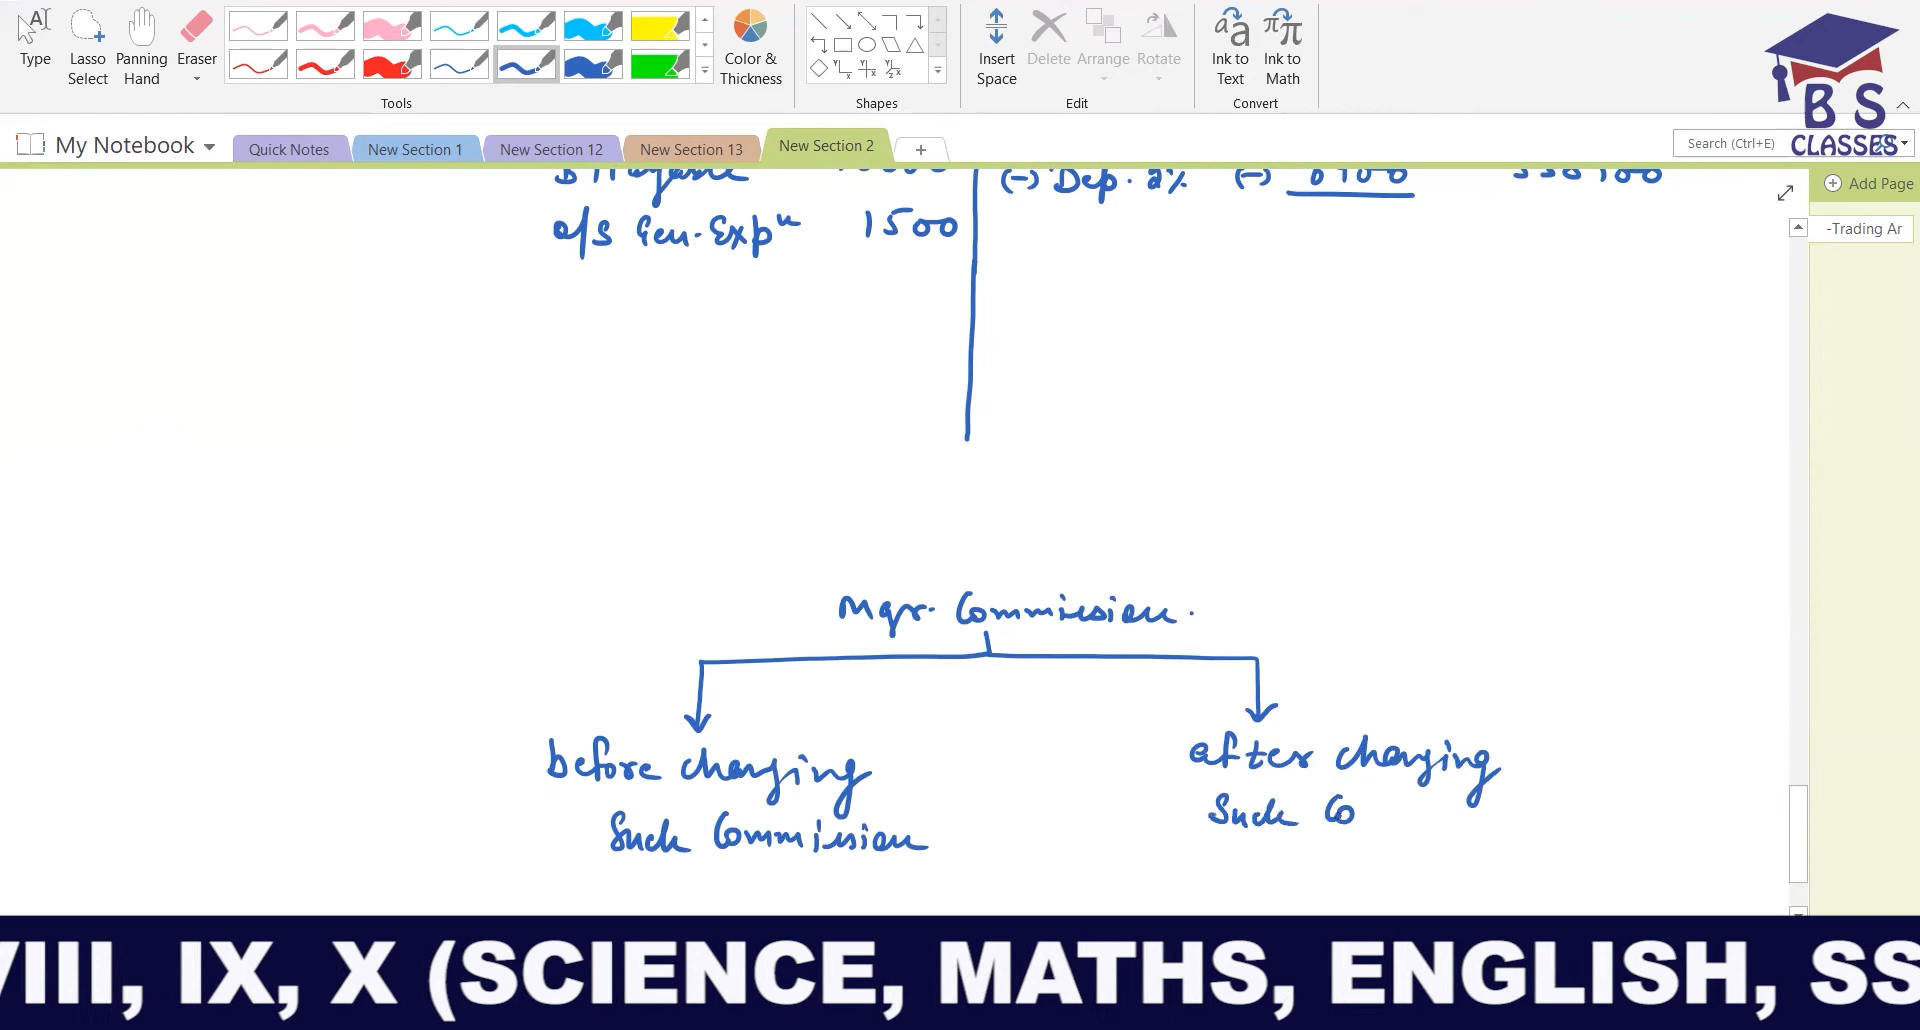 Type
Lasso Select
Panning Hand
Eraser
Color & Thickness
Insert Space
Delete
Arrange
Rotate
Ink to Text
Ink to Math
Tools
Shapes
Edit
Convert
BS
CLASSES
My Notebook
Quick Notes
New Section 1
New Section 12
New Section 13
New Section 2
+
Search (Ctrl+E)
Add Page
-Trading Ar
(-) Dep. 2% (-)
o/s Gen. Expn 1500
Mgr. Commission.
before charging
Such Commission
after charging
Such Co
VIII, IX, X (SCIENCE, MATHS, ENGLISH, SS